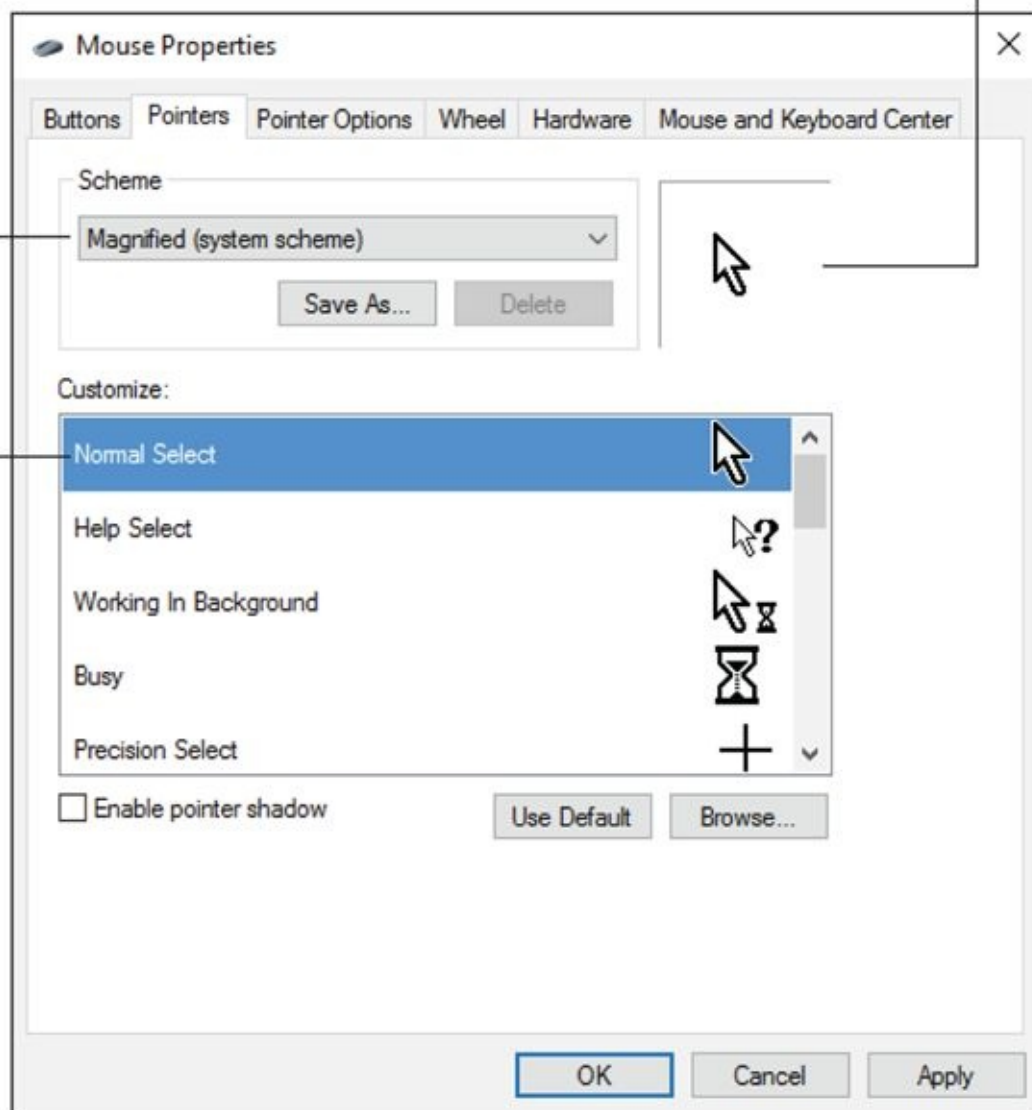 Mouse Properties
Buttons Pointers Pointer Options Wheel Hardware Mouse and Keyboard Center
Scheme
Magnified (system scheme)
Save As... Delete
Customize:
Normal Select
Help Select
Working In Background
Busy
Precision Select
Enable pointer shadow Use Default Browse...
OK Cancel Apply